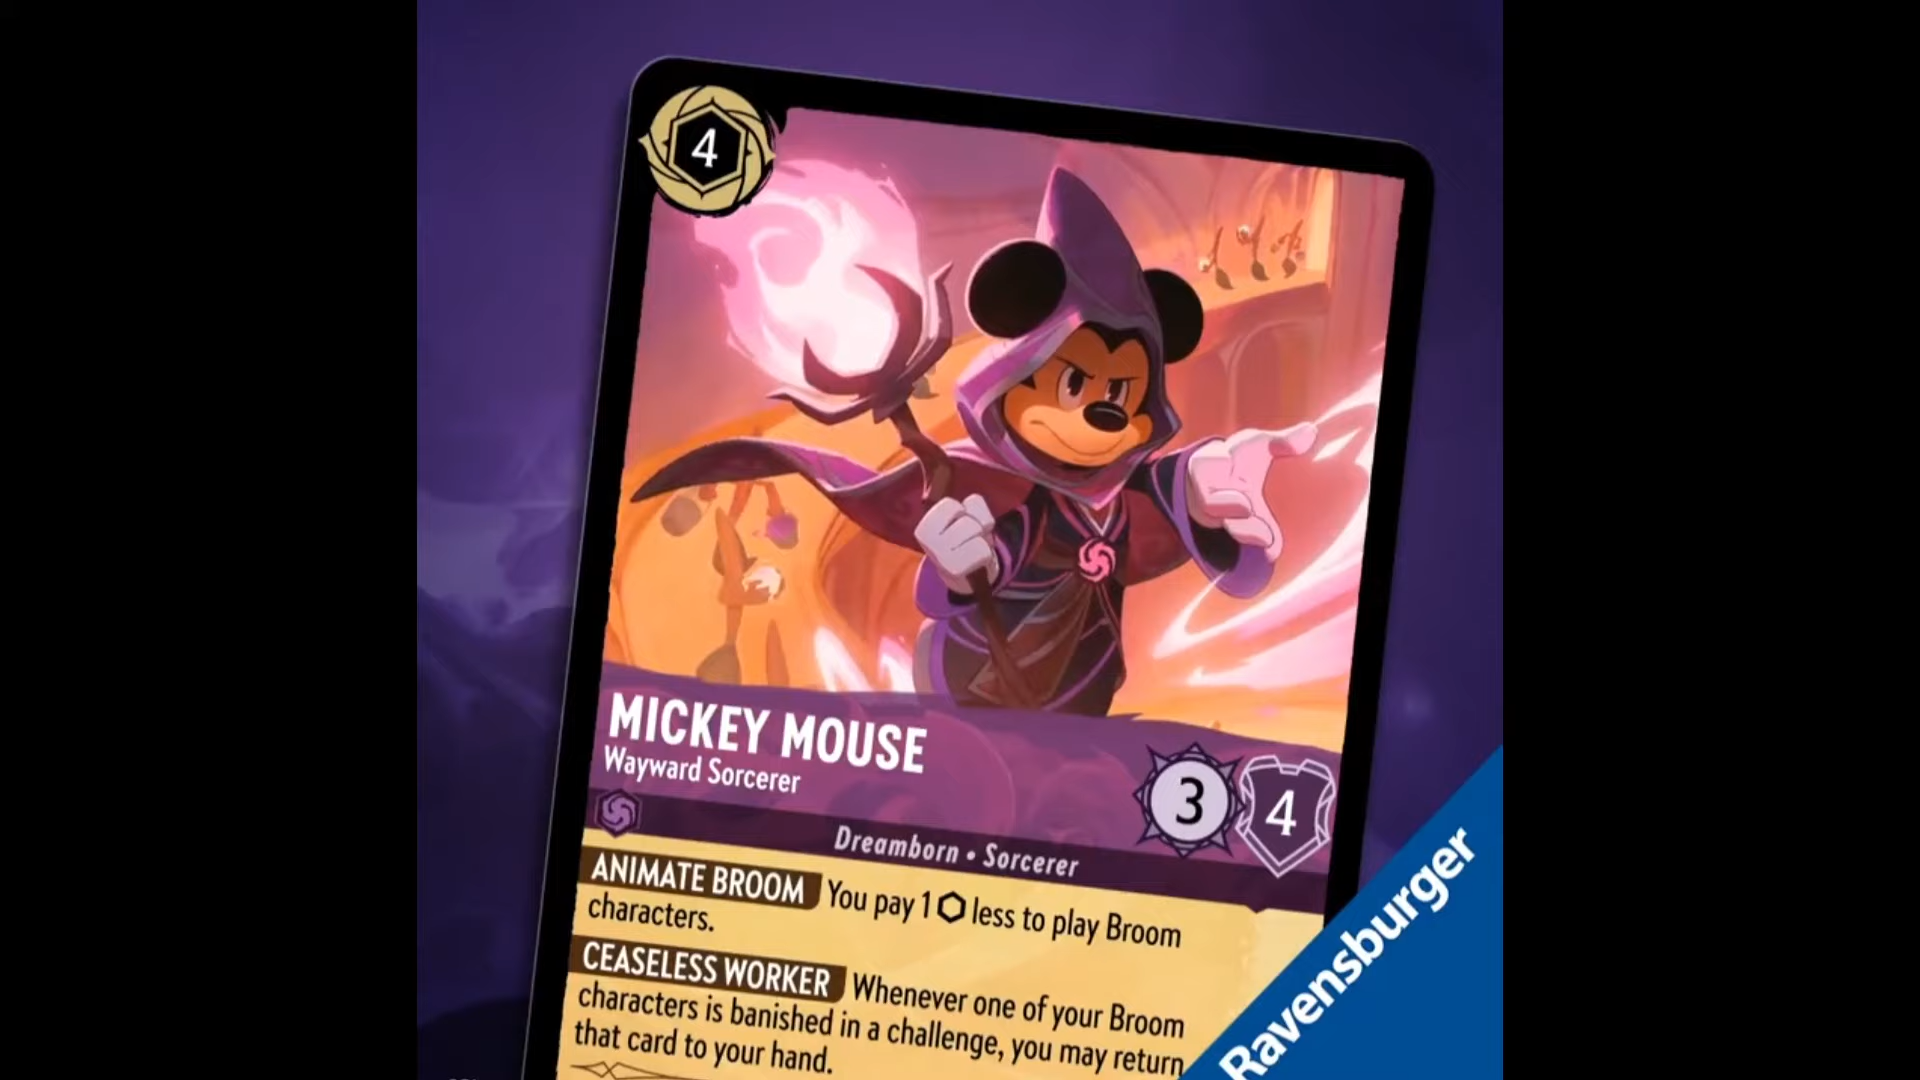 4
MICKEY MOUSE
Wayward Sorcerer
3 4
Dreamborn • Sorcerer
ANIMATE BROOM You pay 1 ⬡ less to play Broom
characters.
CEASELESS WORKER Whenever one of your Broom
characters is banished in a challenge, you may return
that card to your hand.
Ravensburger